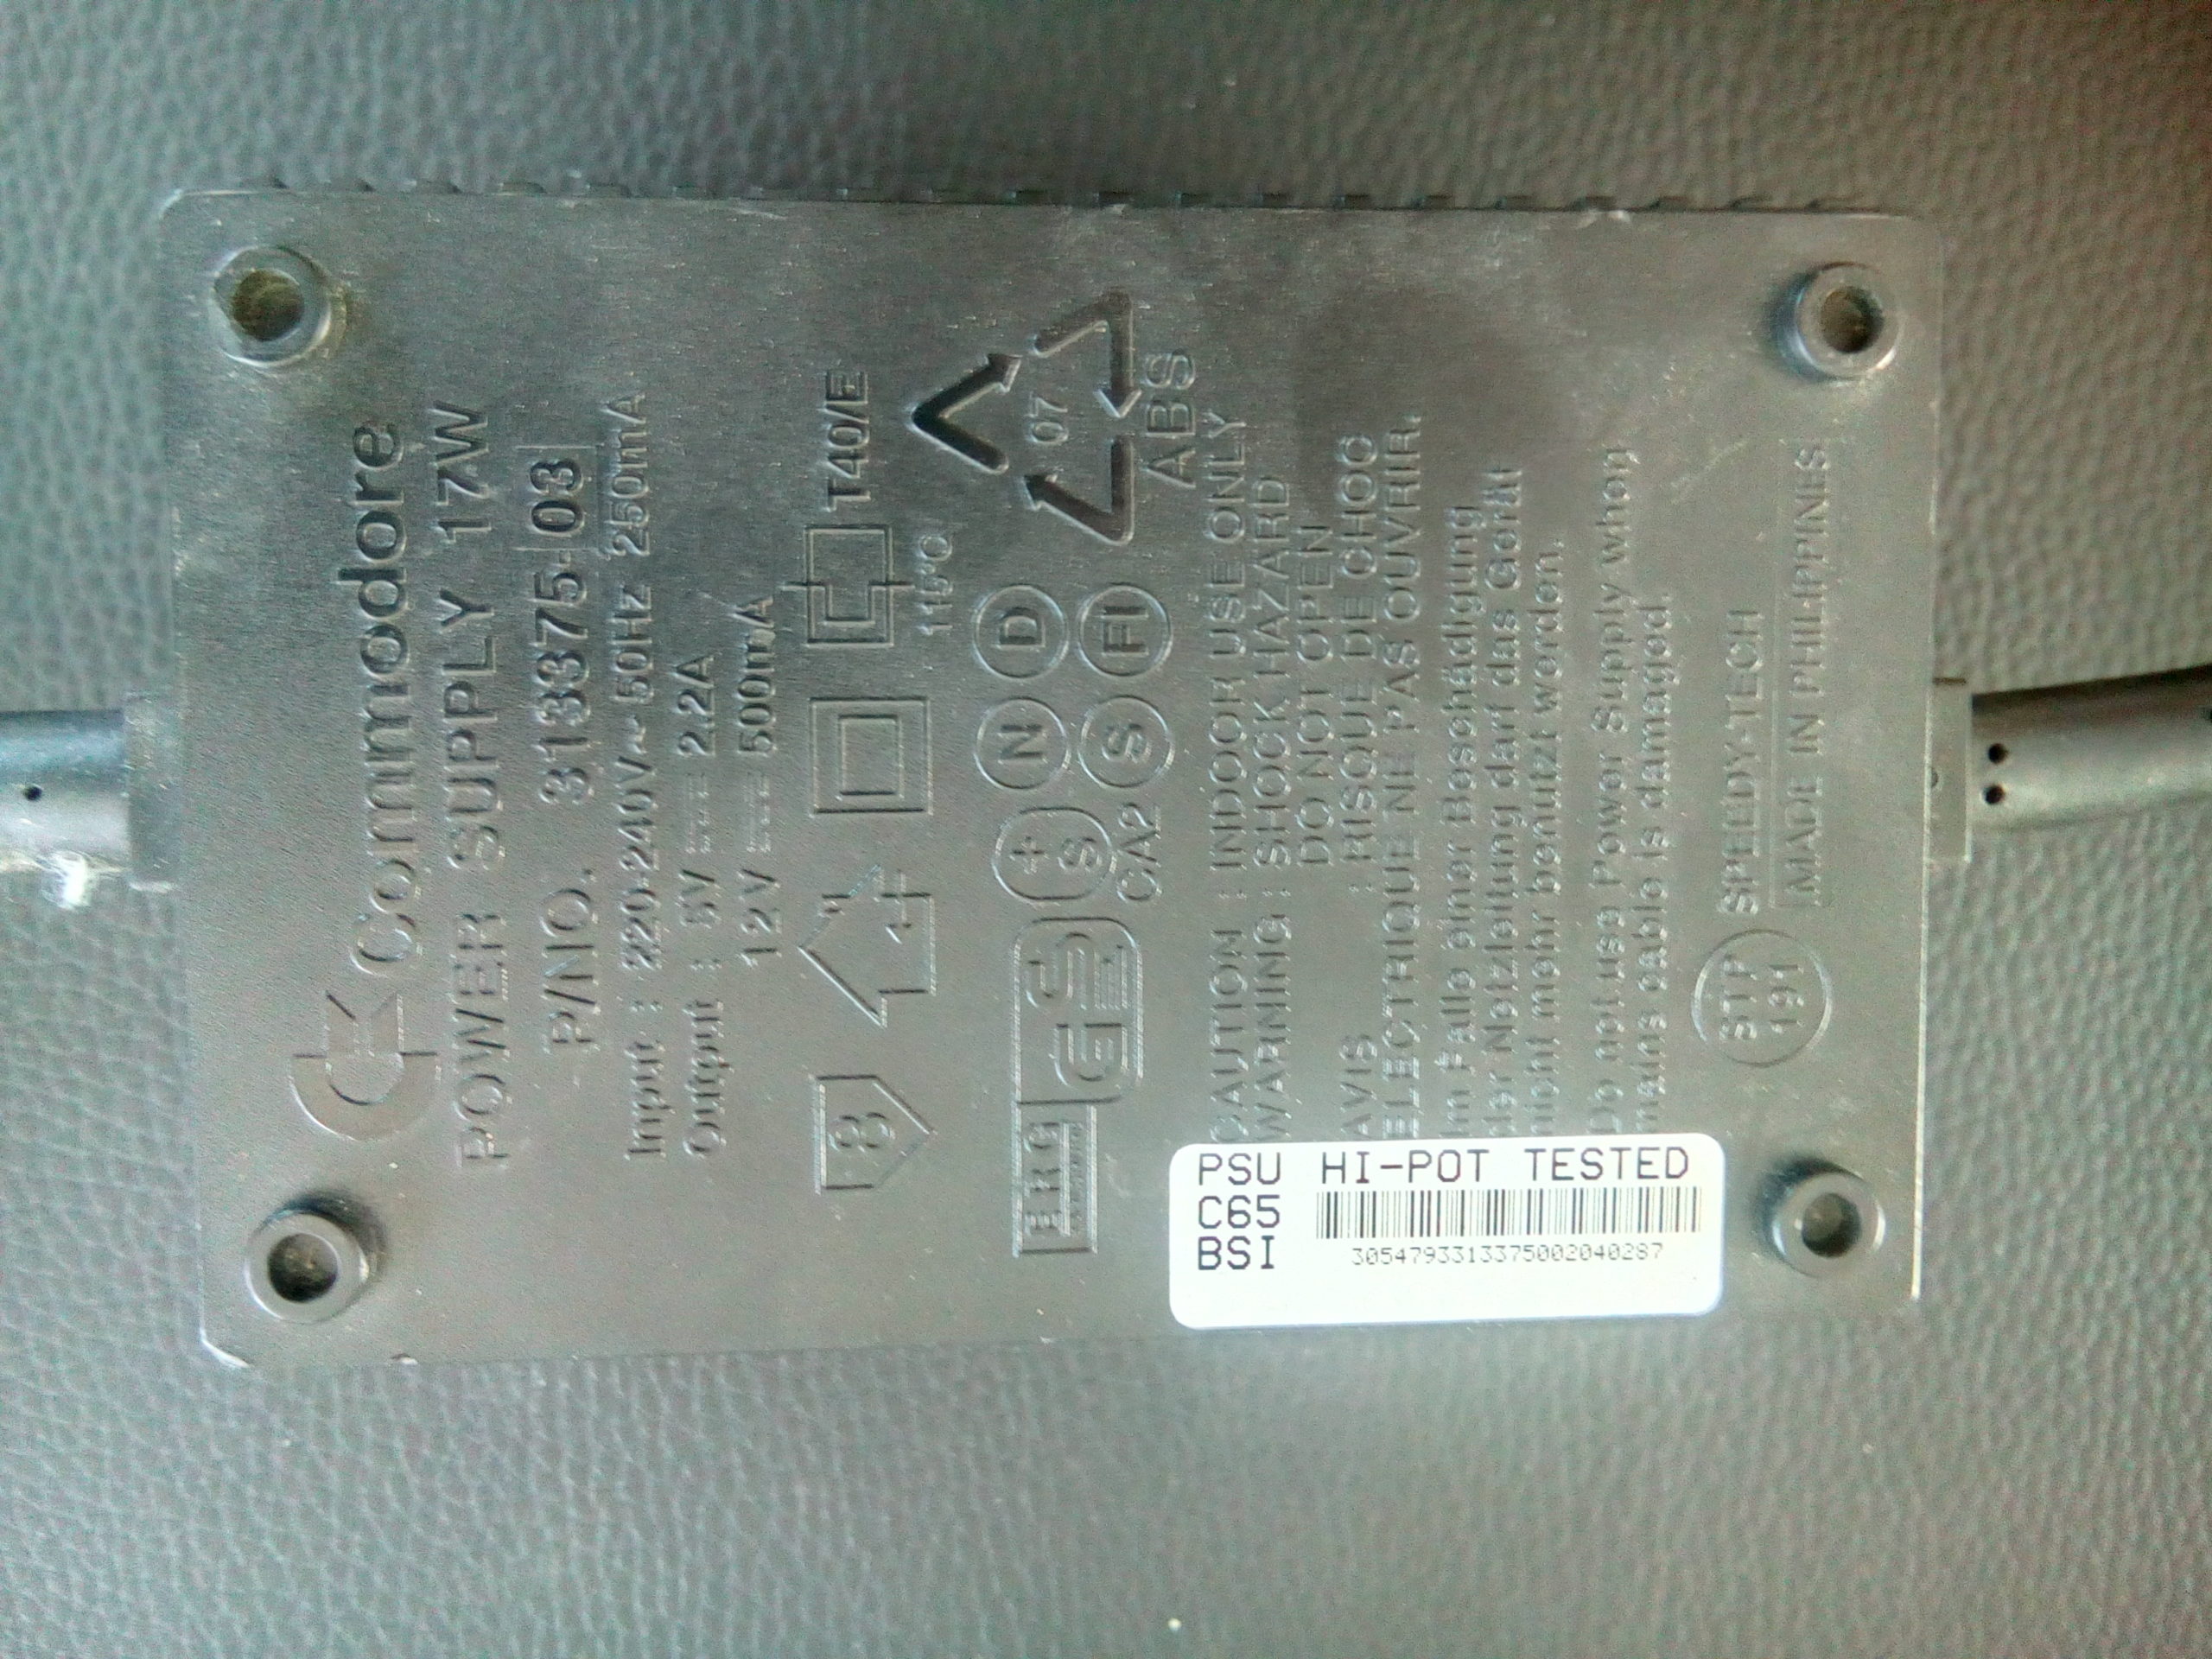 Commodore
POWER SUPPLY 17W
P/NO. 313375-03
Input : 220-240V~ 50Hz 250mA
Output : 5V 2.2A
12V 500mA
8
T40/E
115°C
ERG
GS
+
S
N
D
S
FI
CA2
07
ABS
CAUTION : INDOOR USE ONLY
WARNING : SHOCK HAZARD
DO NOT OPEN
AVIS : RISQUE DE CHOC
ELECTRIQUE NE PAS OUVRIR.
Im Falle einer Beschädigung
der Netzleitung darf das Gerät
nicht mehr benutzt werden.
Do not use Power Supply when
mains cable is damaged.
STP
191
SPEEDY-TECH
MADE IN PHILIPPINES
PSU HI-POT TESTED
C65
BSI
3054793313375002040287